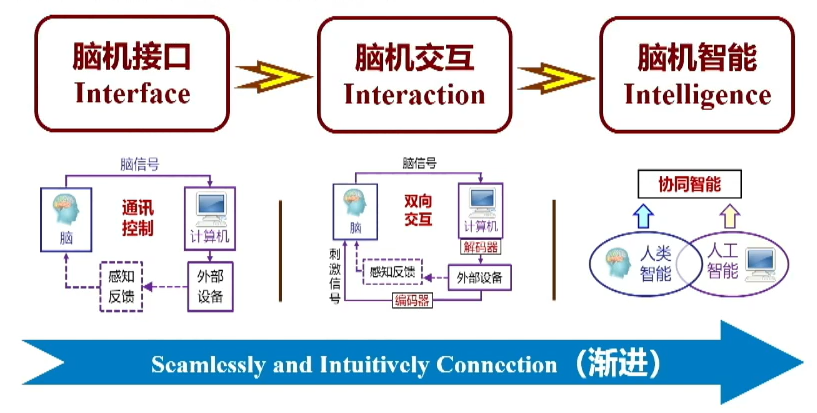 脑机接口
Interface
脑机交互
Interaction
脑机智能
Intelligence
脑信号
通讯
控制
脑
计算机
感知
反馈
外部
设备
脑信号
双向
交互
脑
计算机
解码器
刺激信号
感知反馈
外部设备
编码器
协同智能
人类
智能
人工
智能
Seamlessly and Intuitively Connection（渐进）